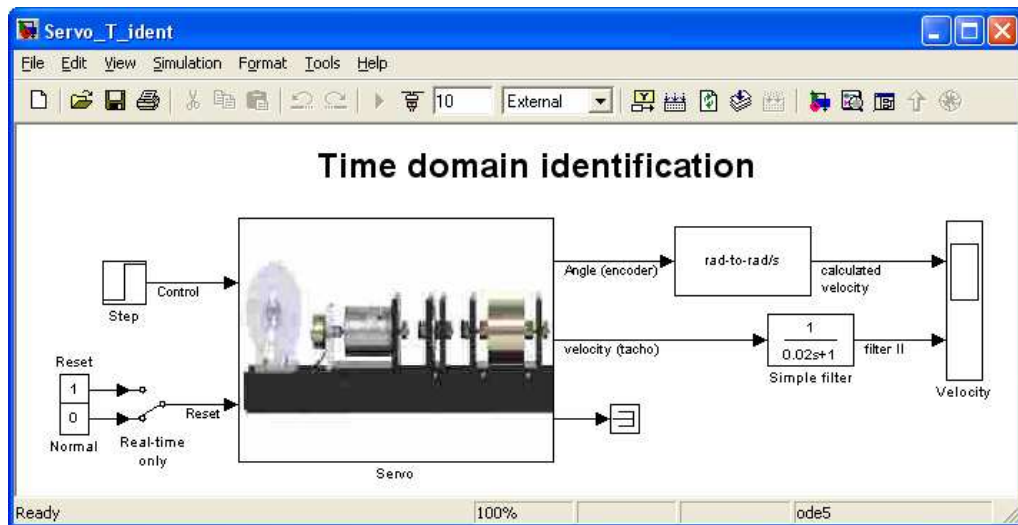 Servo_T_ident
File Edit View Simulation Format Tools Help
10 External
Time domain identification
Step
Control
Reset
1
0
Normal
Real-time
only
Reset
Servo
Angle (encoder)
rad-to-rad/s
calculated
velocity
velocity (tacho)
1
0.02s+1
Simple filter
filter II
Velocity
Ready 100% ode5